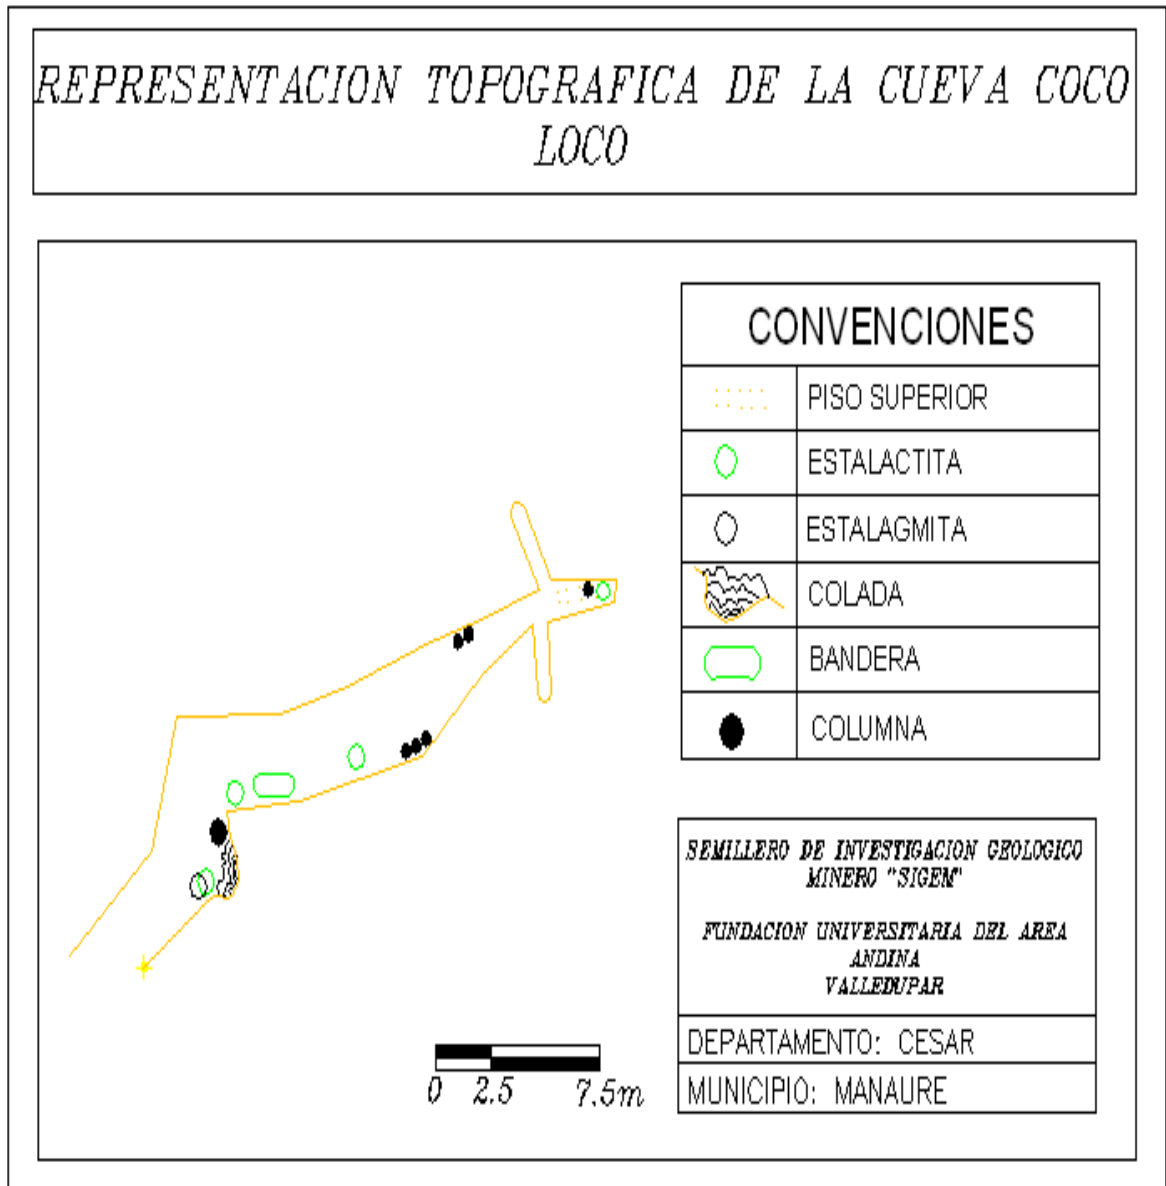 REPRESENTACION TOPOGRAFICA DE LA CUEVA COCO
LOCO
CONVENCIONES
PISO SUPERIOR
ESTALACTITA
ESTALAGMITA
COLADA
BANDERA
COLUMNA
SEMILLERO DE INVESTIGACION GEOLOGICO
MINERO "SIGEM"
FUNDACION UNIVERSITARIA DEL AREA
ANDINA
VALLEDUPAR
DEPARTAMENTO: CESAR
MUNICIPIO: MANAURE
0 2.5 7.5m